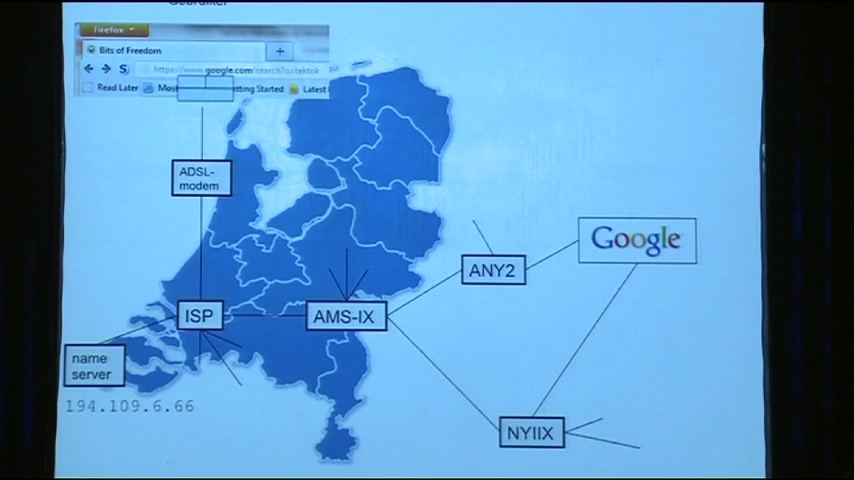 Gebruiker
Firefox
Bits of Freedom
+
https://www.google.com/search?q=tektok
Read Later
Most
tting Started
Latest
ADSL-
modem
Google
ANY2
ISP
AMS-IX
name
server
194.109.6.66
NYIIX